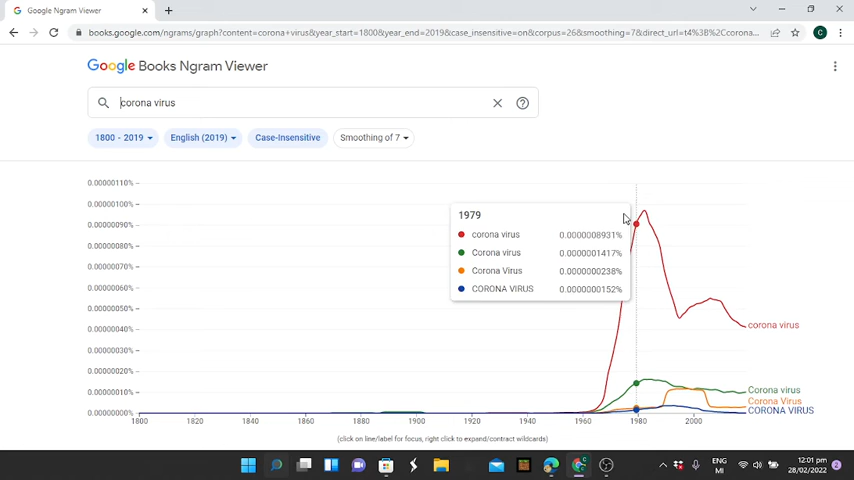 Google Ngram Viewer
books.google.com/ngrams/graph?content=corona+virus&year_start=1800&year_end=2019&case_insensitive=on&corpus=26&smoothing=7&direct_url=t4%3B%2Ccorona...
C
Google Books Ngram Viewer
corona virus
1800 - 2019
English (2019)
Case-Insensitive
Smoothing of 7
0.00000110%
0.00000100%
0.00000090%
0.00000080%
0.00000070%
0.00000060%
0.00000050%
0.00000040%
0.00000030%
0.00000020%
0.00000010%
0.00000000%
1979
corona virus 0.0000008931%
Corona virus 0.0000001417%
Corona Virus 0.0000000238%
CORONA VIRUS 0.0000000152%
corona virus
Corona virus
Corona Virus
CORONA VIRUS
1800 1820 1840 1860 1880 1900 1920 1940 1960 1980 2000
(click on line/label for focus, right click to expand/contract wildcards)
ENG
MI
12:01 pm
28/02/2022
2